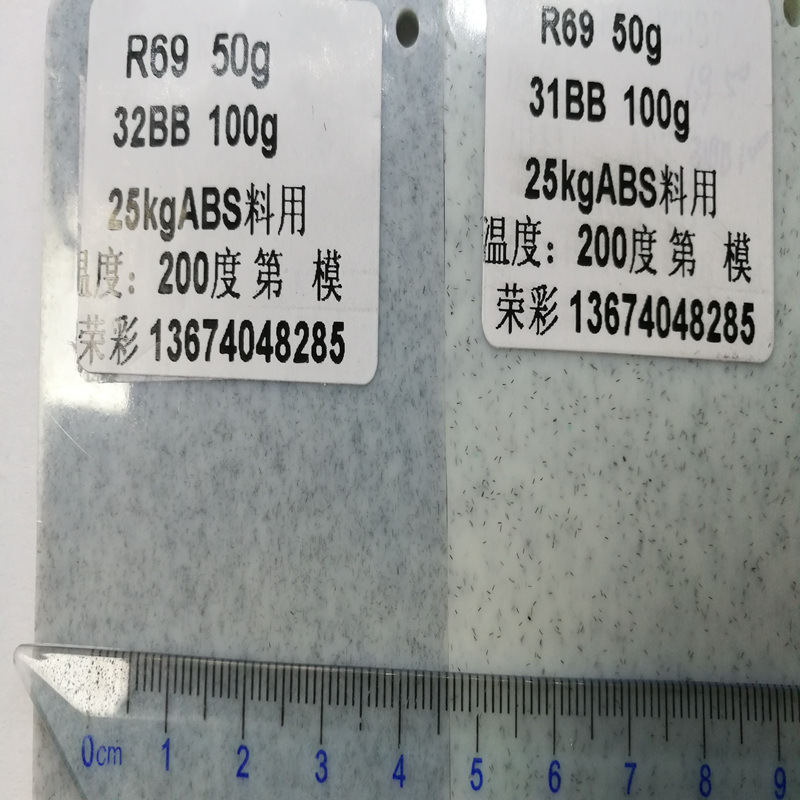 R69 50g
32BB 100g
25kgABS料用
温度：200度 第 模
荣彩 13674048285
R69 50g
31BB 100g
25kgABS料用
温度：200度 第 模
荣彩 13674048285
0cm 1 2 3 4 5 6 7 8 9